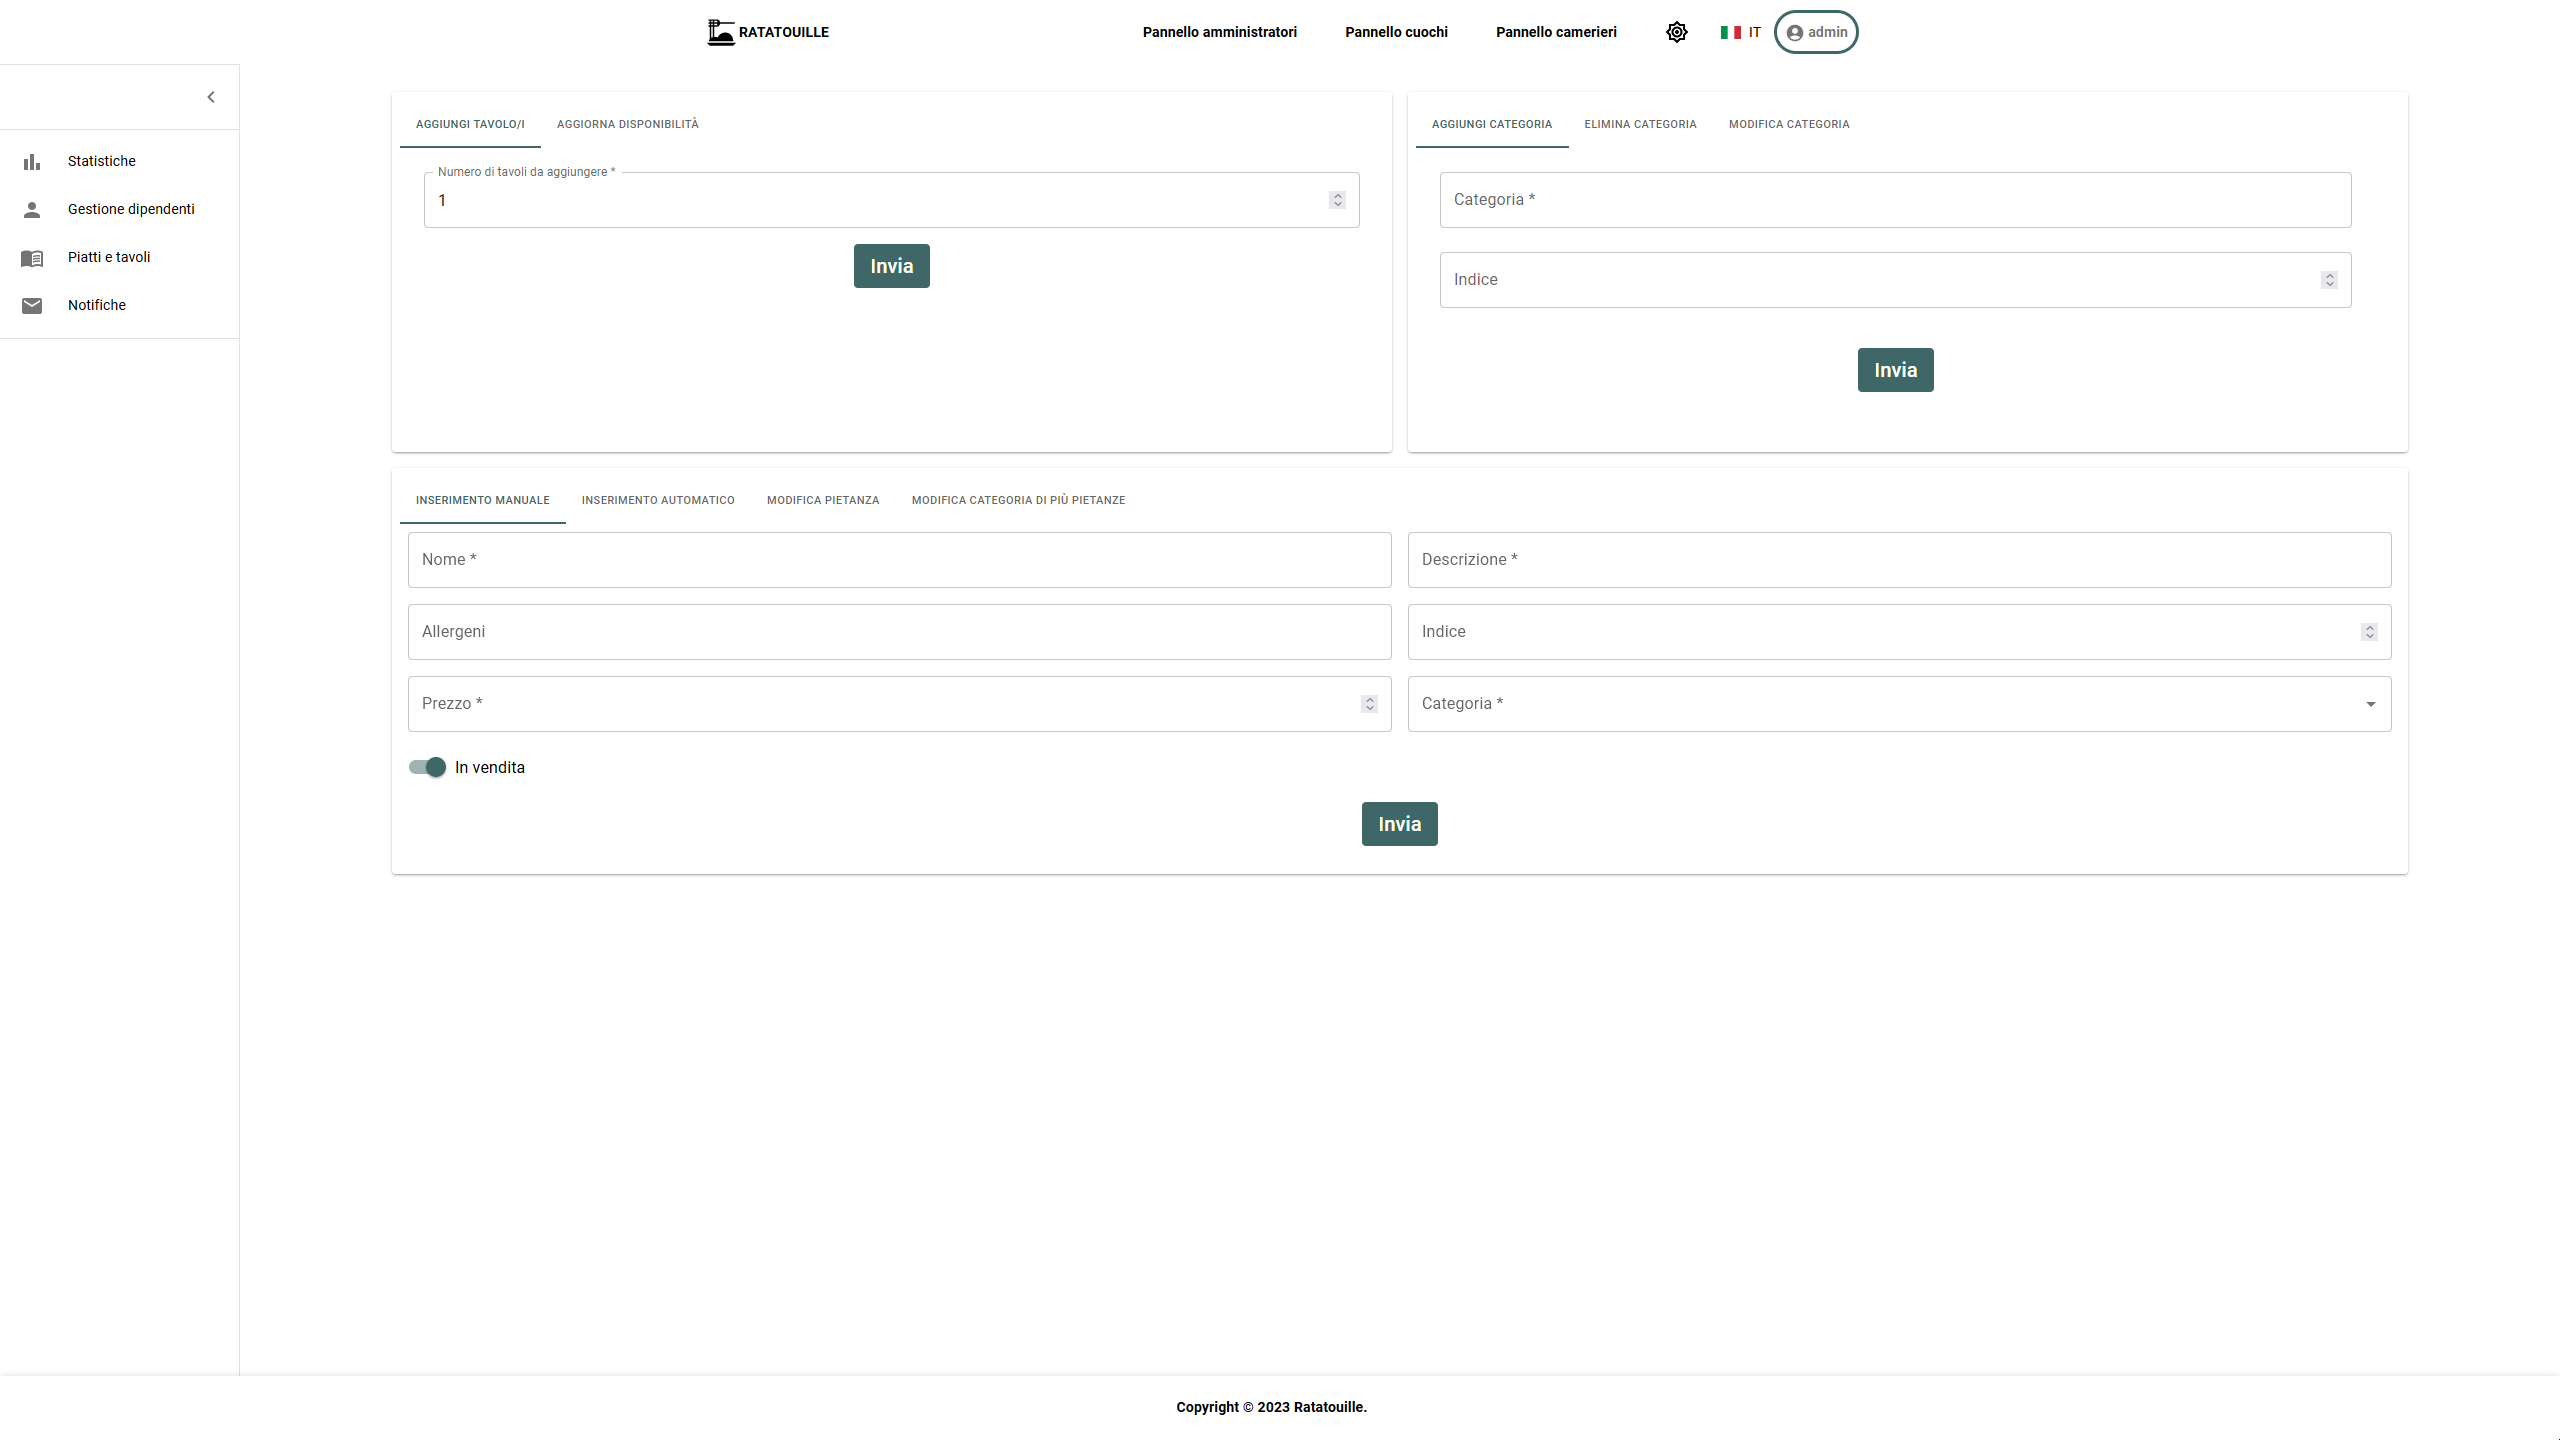 RATATOUILLE
Pannello amministratori
Pannello cuochi
Pannello camerieri
IT
admin
Statistiche
Gestione dipendenti
Piatti e tavoli
Notifiche
AGGIUNGI TAVOLO/I
AGGIORNA DISPONIBILITÀ
Numero di tavoli da aggiungere *
1
Invia
AGGIUNGI CATEGORIA
ELIMINA CATEGORIA
MODIFICA CATEGORIA
Categoria *
Indice
Invia
INSERIMENTO MANUALE
INSERIMENTO AUTOMATICO
MODIFICA PIETANZA
MODIFICA CATEGORIA DI PIÙ PIETANZE
Nome *
Descrizione *
Allergeni
Indice
Prezzo *
Categoria *
In vendita
Invia
Copyright © 2023 Ratatouille.